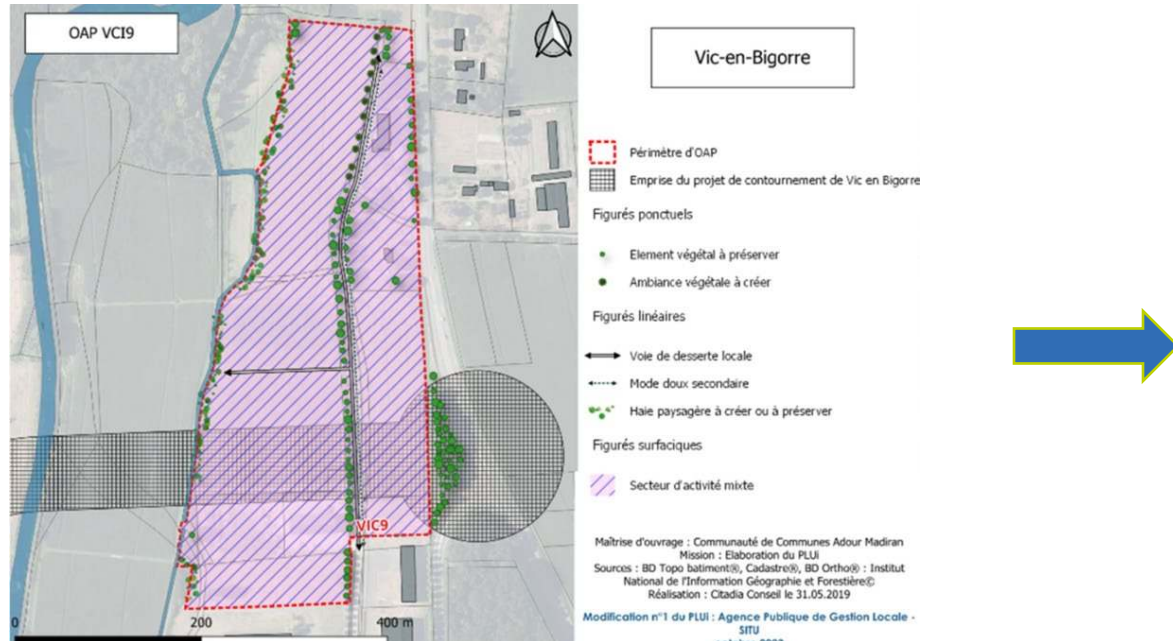 OAP VCI9
Vic-en-Bigorre
Périmètre d'OAP
Emprise du projet de contournement de Vic en Bigorre
Figurés ponctuels
Element végétal à préserver
Ambiance végétale à créer
Figurés linéaires
Voie de desserte locale
Mode doux secondaire
Haie paysagère à créer ou à préserver
Figurés surfaciques
Secteur d'activité mixte
VIC9
0 200 400 m
Maîtrise d'ouvrage : Communauté de Communes Adour Madiran
Mission : Elaboration du PLUi
Sources : BD Topo batiment®, Cadastre®, BD Ortho® : Institut
National de l'Information Géographie et Forestière©
Réalisation : Citadia Conseil le 31.05.2019
Modification n°1 du PLUi : Agence Publique de Gestion Locale -
SITU